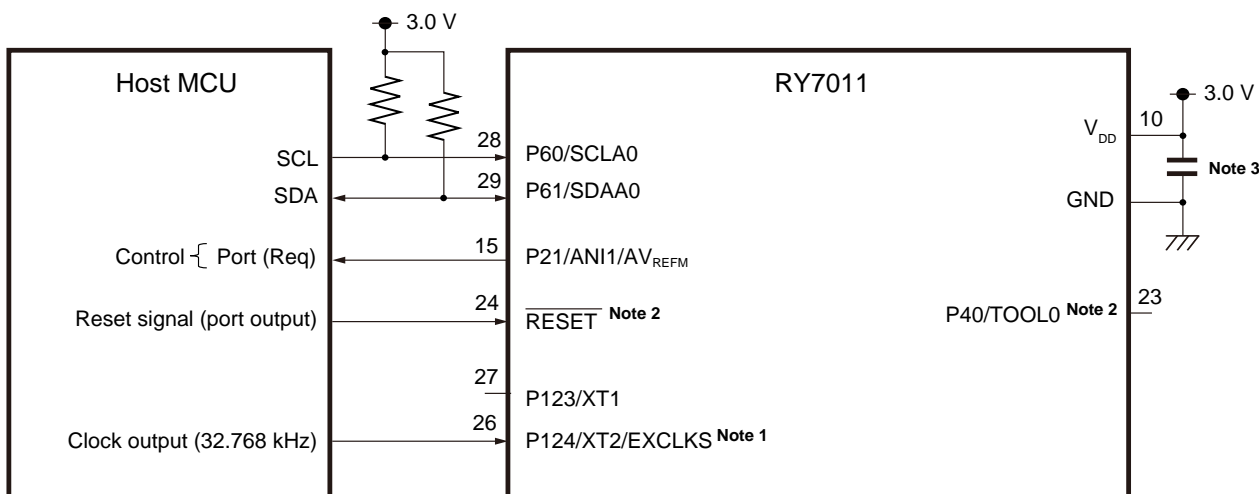 3.0 V
Host MCU
RY7011
3.0 V
10
V_DD
Note 3
GND
28
SCL
P60/SCLA0
29
SDA
P61/SDAA0
15
Control { Port (Req)
P21/ANI1/AV_REFM
24
Reset signal (port output)
RESET Note 2
23
P40/TOOL0 Note 2
27
P123/XT1
26
Clock output (32.768 kHz)
P124/XT2/EXCLKS Note 1